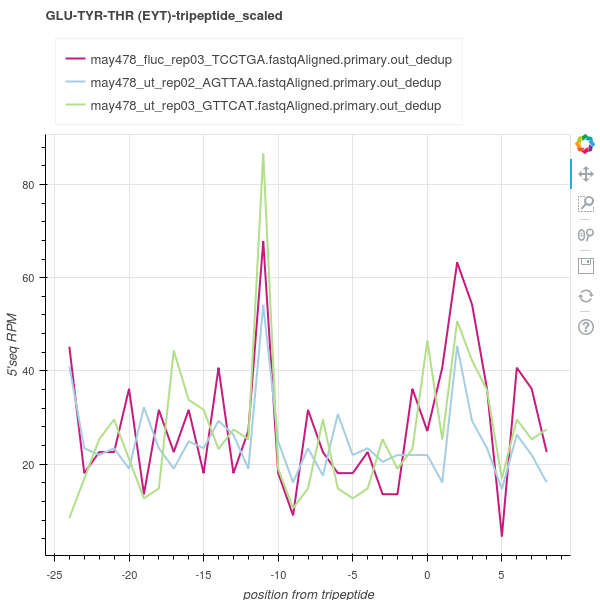 GLU-TYR-THR (EYT)-tripeptide_scaled
may478_fluc_rep03_TCCTGA.fastqAligned.primary.out_dedup
may478_ut_rep02_AGTTAA.fastqAligned.primary.out_dedup
may478_ut_rep03_GTTCAT.fastqAligned.primary.out_dedup
80
60
40
20
5'seq RPM
-25 -20 -15 -10 -5 0 5
position from tripeptide